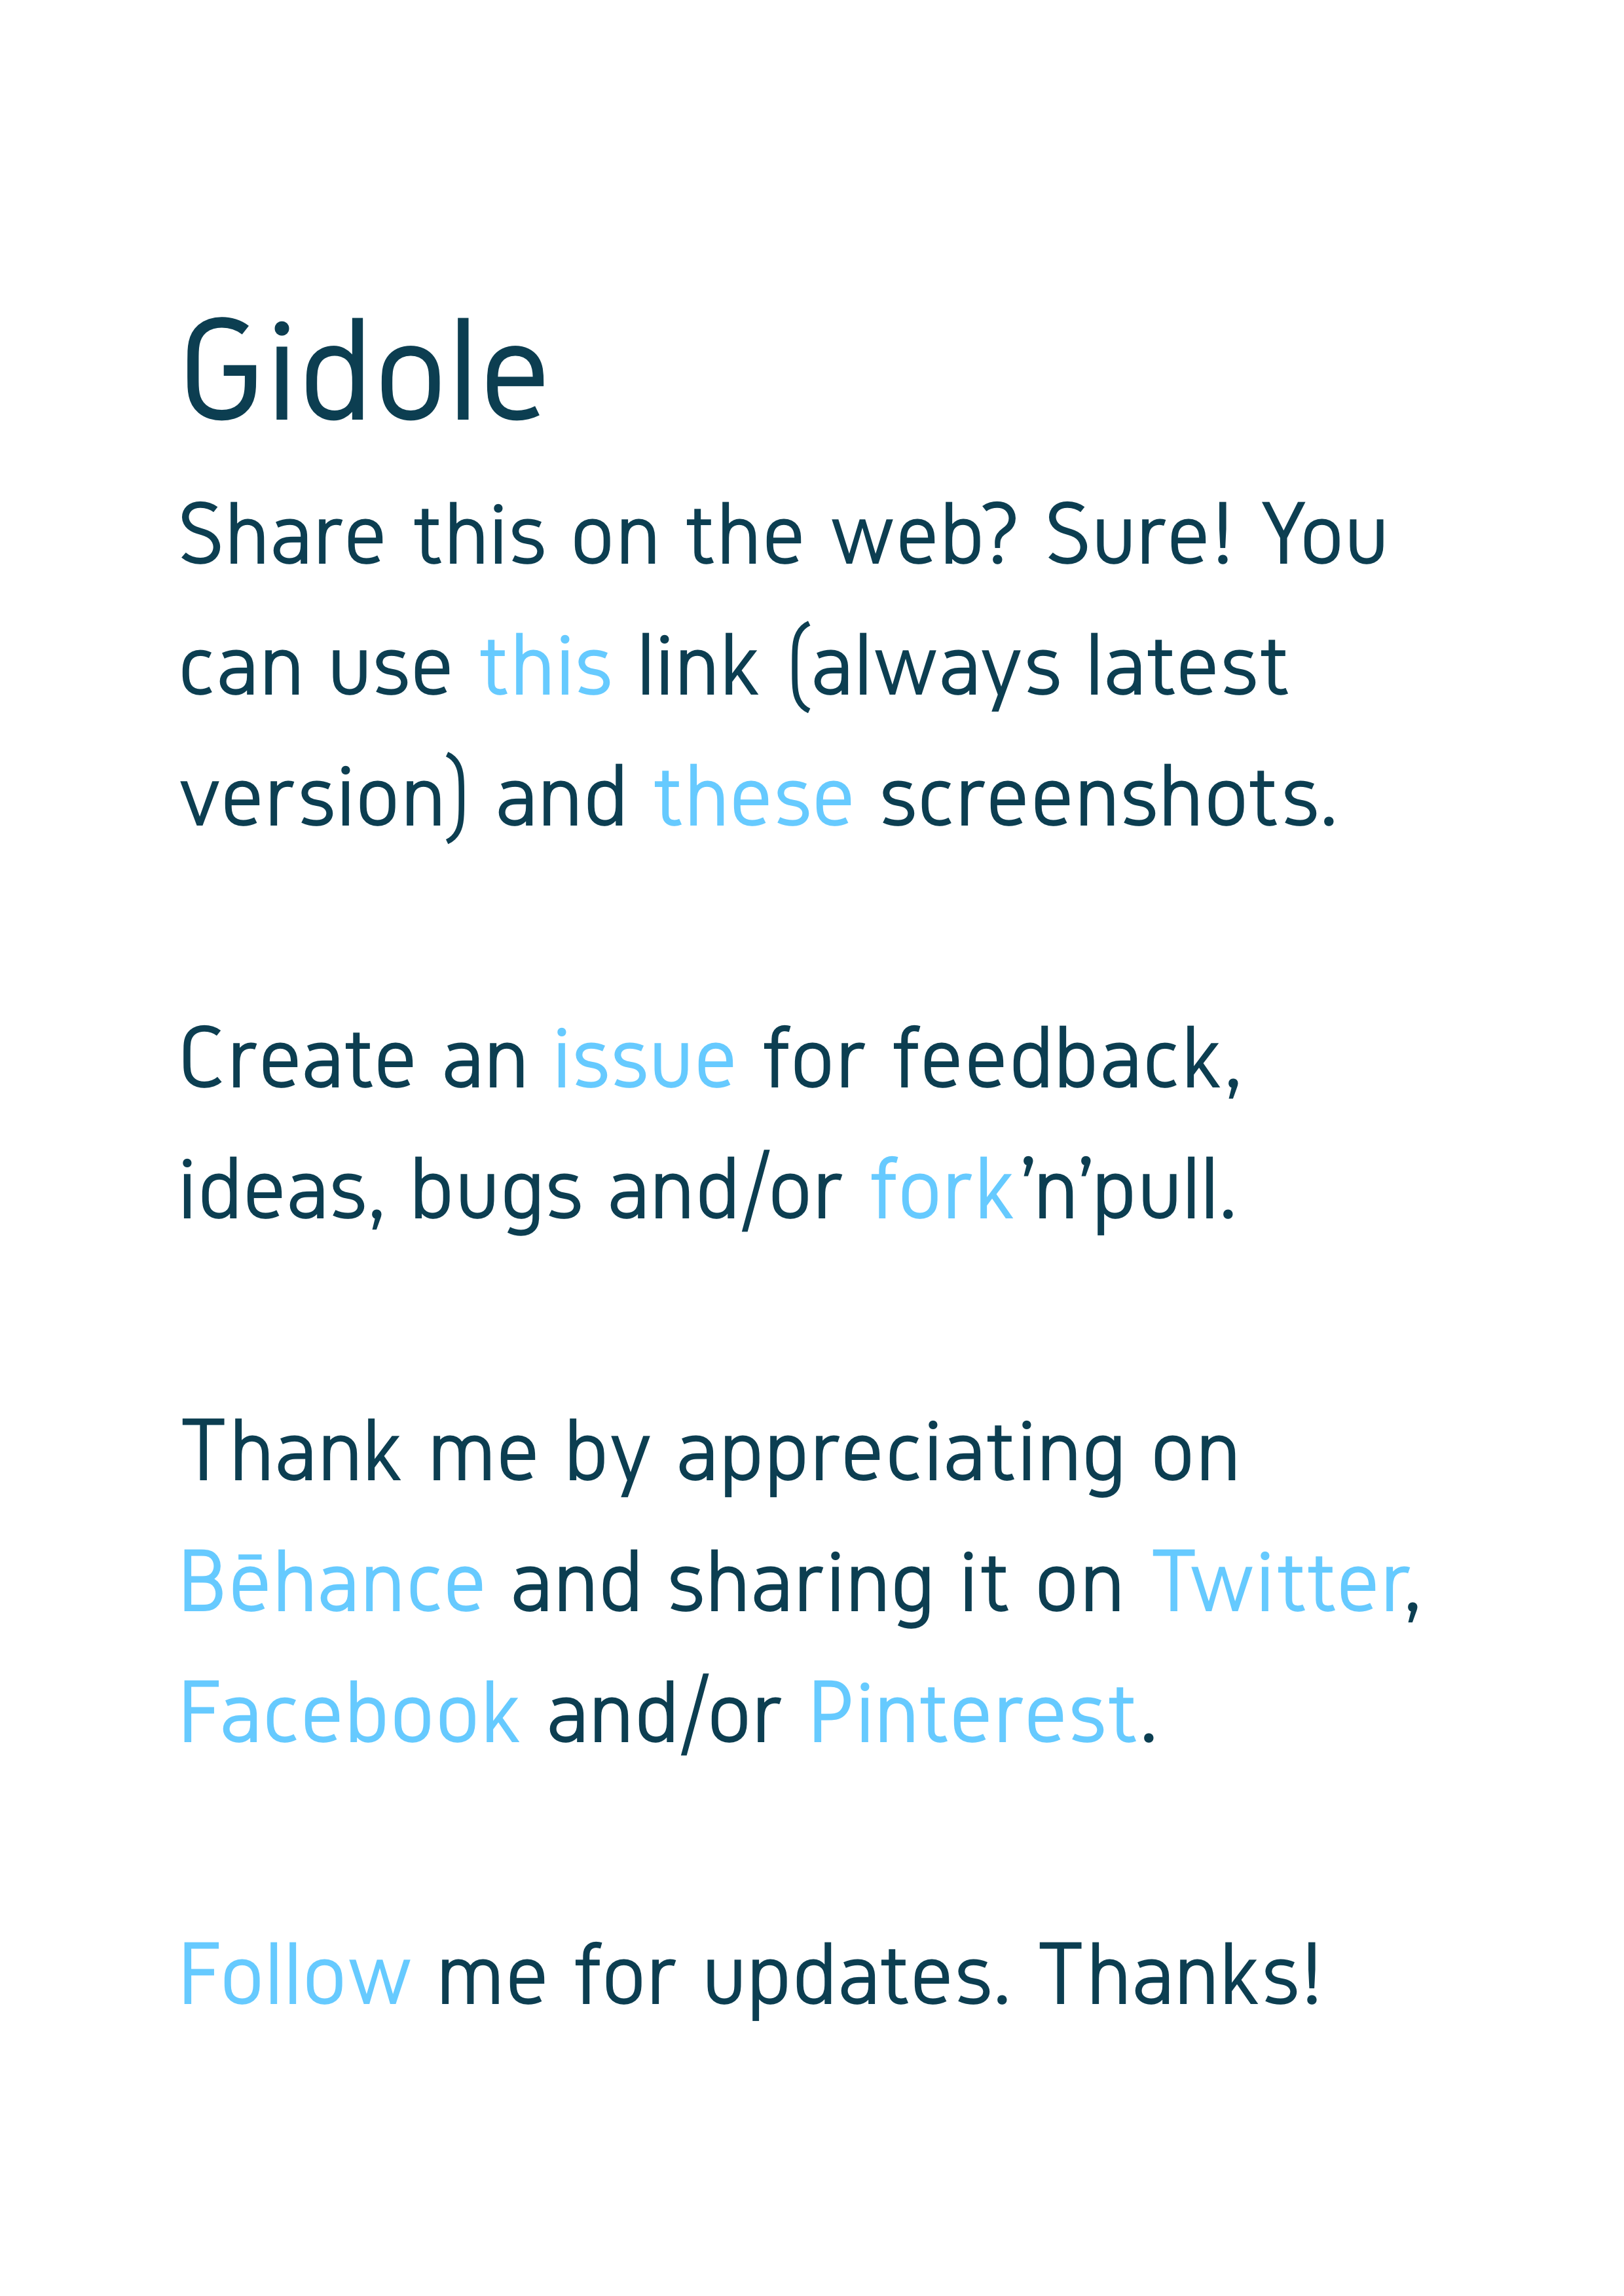 Gidole
Share this on the web? Sure! You
can use this link (always latest
version) and these screenshots.
Create an issue for feedback,
ideas, bugs and/or fork’n’pull.
Thank me by appreciating on
Bēhance and sharing it on Twitter,
Facebook and/or Pinterest.
Follow me for updates. Thanks!